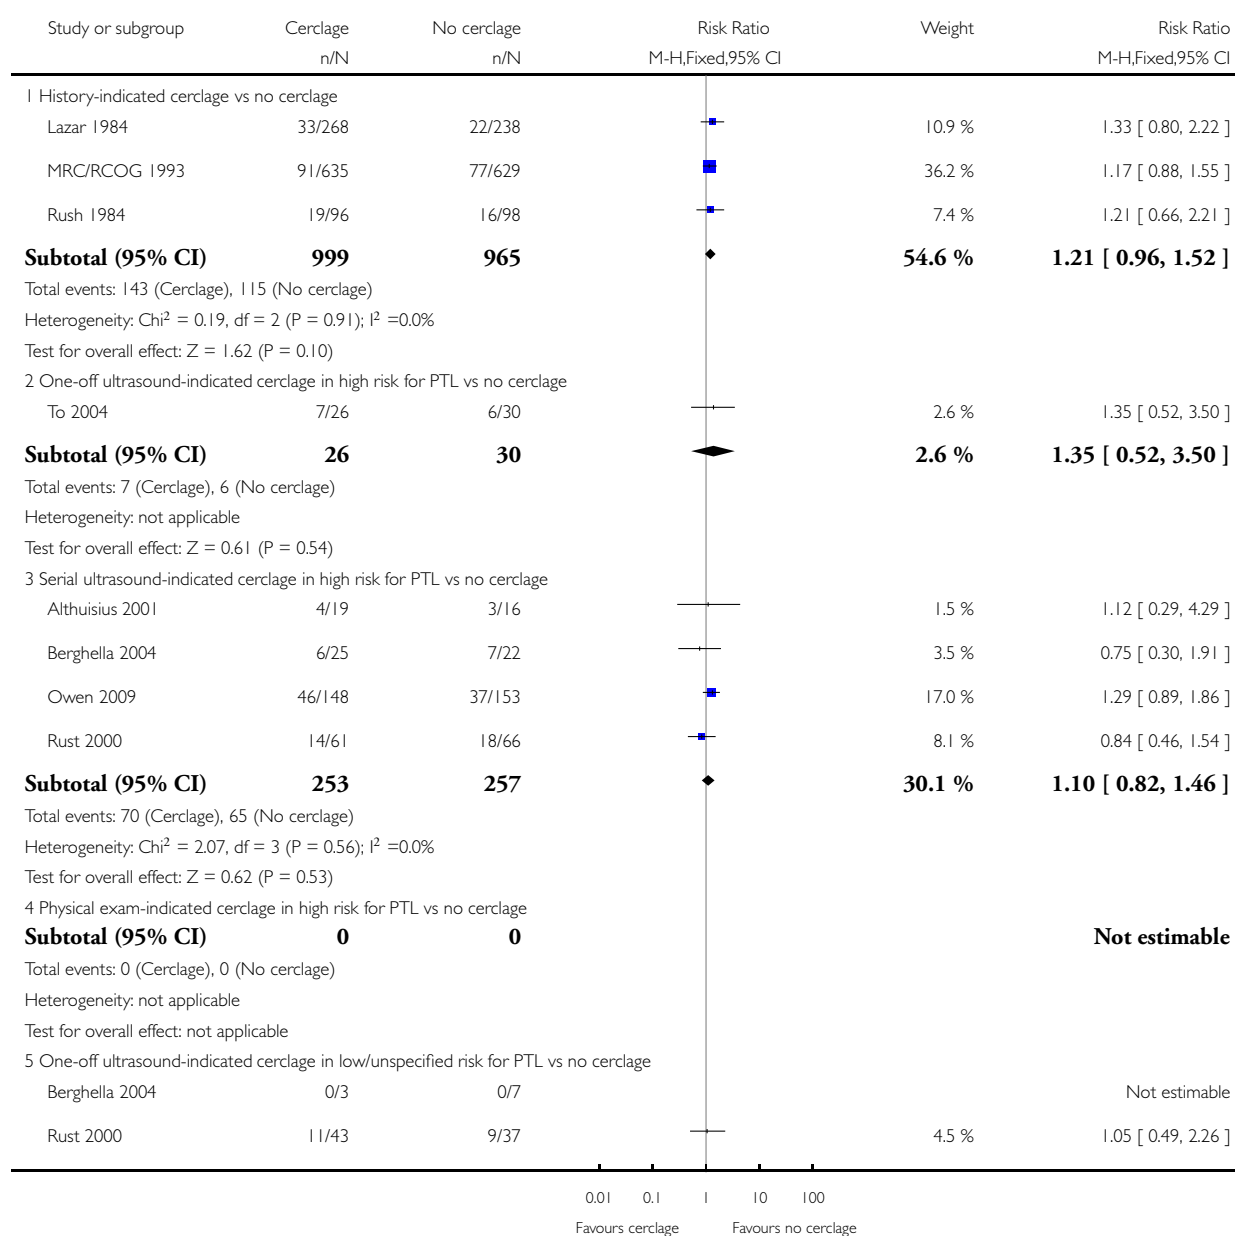 Study or subgroup Cerclage No cerclage Risk Ratio Weight Risk Ratio
n/N n/N M-H,Fixed,95% CI M-H,Fixed,95% CI
1 History-indicated cerclage vs no cerclage
Lazar 1984 33/268 22/238 10.9 % 1.33 [ 0.80, 2.22 ]
MRC/RCOG 1993 91/635 77/629 36.2 % 1.17 [ 0.88, 1.55 ]
Rush 1984 19/96 16/98 7.4 % 1.21 [ 0.66, 2.21 ]
Subtotal (95% CI) 999 965 54.6 % 1.21 [ 0.96, 1.52 ]
Total events: 143 (Cerclage), 115 (No cerclage)
Heterogeneity: Chi² = 0.19, df = 2 (P = 0.91); I² =0.0%
Test for overall effect: Z = 1.62 (P = 0.10)
2 One-off ultrasound-indicated cerclage in high risk for PTL vs no cerclage
To 2004 7/26 6/30 2.6 % 1.35 [ 0.52, 3.50 ]
Subtotal (95% CI) 26 30 2.6 % 1.35 [ 0.52, 3.50 ]
Total events: 7 (Cerclage), 6 (No cerclage)
Heterogeneity: not applicable
Test for overall effect: Z = 0.61 (P = 0.54)
3 Serial ultrasound-indicated cerclage in high risk for PTL vs no cerclage
Althuisius 2001 4/19 3/16 1.5 % 1.12 [ 0.29, 4.29 ]
Berghella 2004 6/25 7/22 3.5 % 0.75 [ 0.30, 1.91 ]
Owen 2009 46/148 37/153 17.0 % 1.29 [ 0.89, 1.86 ]
Rust 2000 14/61 18/66 8.1 % 0.84 [ 0.46, 1.54 ]
Subtotal (95% CI) 253 257 30.1 % 1.10 [ 0.82, 1.46 ]
Total events: 70 (Cerclage), 65 (No cerclage)
Heterogeneity: Chi² = 2.07, df = 3 (P = 0.56); I² =0.0%
Test for overall effect: Z = 0.62 (P = 0.53)
4 Physical exam-indicated cerclage in high risk for PTL vs no cerclage
Subtotal (95% CI) 0 0 Not estimable
Total events: 0 (Cerclage), 0 (No cerclage)
Heterogeneity: not applicable
Test for overall effect: not applicable
5 One-off ultrasound-indicated cerclage in low/unspecified risk for PTL vs no cerclage
Berghella 2004 0/3 0/7 Not estimable
Rust 2000 11/43 9/37 4.5 % 1.05 [ 0.49, 2.26 ]
0.01 0.1 1 10 100
Favours cerclage Favours no cerclage